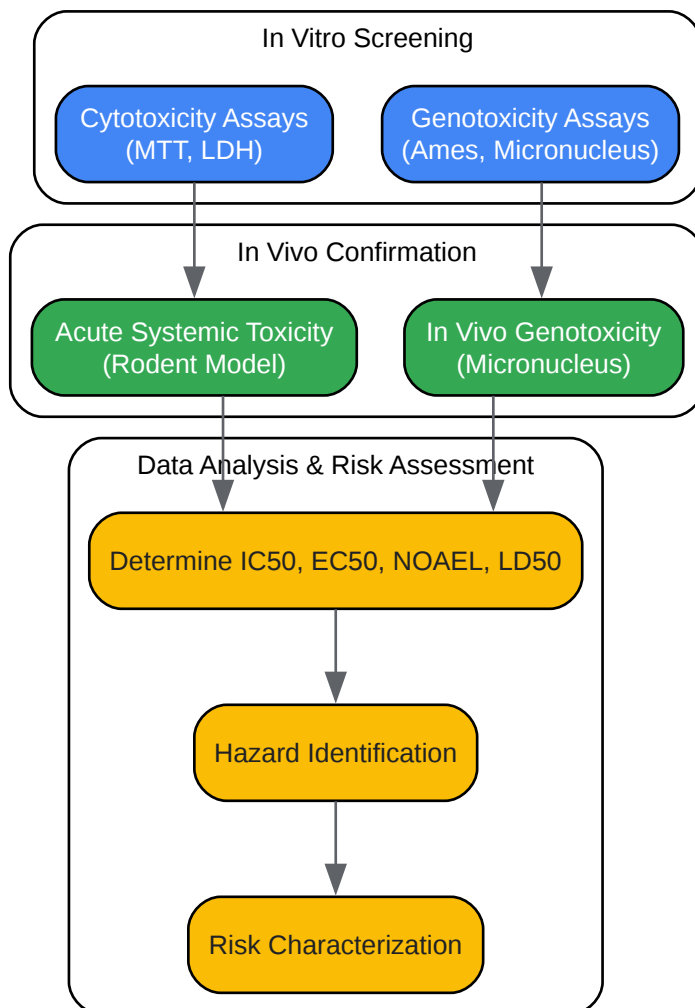 In Vitro Screening
Cytotoxicity Assays
(MTT, LDH)
Genotoxicity Assays
(Ames, Micronucleus)
In Vivo Confirmation
Acute Systemic Toxicity
(Rodent Model)
In Vivo Genotoxicity
(Micronucleus)
Data Analysis & Risk Assessment
Determine IC50, EC50, NOAEL, LD50
Hazard Identification
Risk Characterization